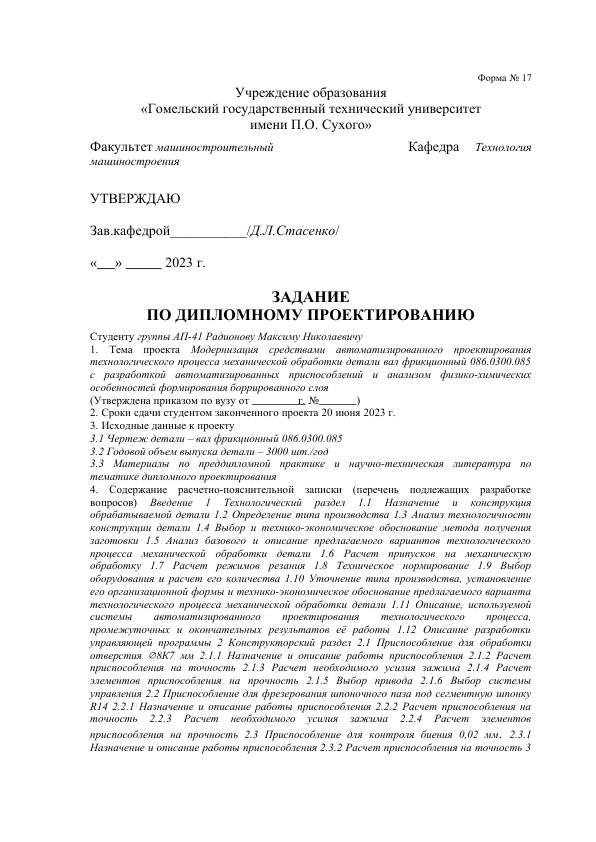 Форма № 17
Учреждение образования
«Гомельский государственный технический университет
имени П.О. Сухого»
Факультет машиностроительный Кафедра Технология
машиностроения
УТВЕРЖДАЮ
Зав.кафедрой___________/Д.Л.Стасенко/
«__» _____ 2023 г.
ЗАДАНИЕ
ПО ДИПЛОМНОМУ ПРОЕКТИРОВАНИЮ
Студенту группы АП-41 Радионову Максиму Николаевичу
1. Тема проекта Модернизация средствами автоматизированного проектирования
технологического процесса механической обработки детали вал фрикционный 086.0300.085
с разработкой автоматизированных приспособлений и анализом физико-химических
особенностей формирования боррированного слоя
(Утверждена приказом по вузу от ________ г. №_______)
2. Сроки сдачи студентом законченного проекта 20 июня 2023 г.
3. Исходные данные к проекту
3.1 Чертеж детали – вал фрикционный 086.0300.085
3.2 Годовой объем выпуска детали – 3000 шт./год
3.3 Материалы по преддипломной практике и научно-техническая литература по
тематике дипломного проектирования
4. Содержание расчетно-пояснительной записки (перечень подлежащих разработке
вопросов) Введение 1 Технологический раздел 1.1 Назначение и конструкция
обрабатываемой детали 1.2 Определение типа производства 1.3 Анализ технологичности
конструкции детали 1.4 Выбор и технико-экономическое обоснование метода получения
заготовки 1.5 Анализ базового и описание предлагаемого вариантов технологического
процесса механической обработки детали 1.6 Расчет припусков на механическую
обработку 1.7 Расчет режимов резания 1.8 Техническое нормирование 1.9 Выбор
оборудования и расчет его количества 1.10 Уточнение типа производства, установление
его организационной формы и технико-экономическое обоснование предлагаемого варианта
технологического процесса механической обработки детали 1.11 Описание, используемой
системы автоматизированного проектирования технологического процесса,
промежуточных и окончательных результатов её работы 1.12 Описание разработки
управляющей программы 2 Конструкторский раздел 2.1 Приспособление для обработки
отверстия ∅8К7 мм 2.1.1 Назначение и описание работы приспособления 2.1.2 Расчет
приспособления на точность 2.1.3 Расчет необходимого усилия зажима 2.1.4 Расчет
элементов приспособления на прочность 2.1.5 Выбор привода 2.1.6 Выбор системы
управления 2.2 Приспособление для фрезерования шпоночного паза под сегментную шпонку
R14 2.2.1 Назначение и описание работы приспособления 2.2.2 Расчет приспособления на
точность 2.2.3 Расчет необходимого усилия зажима 2.2.4 Расчет элементов
приспособления на прочность 2.3 Приспособление для контроля биения 0,02 мм. 2.3.1
Назначение и описание работы приспособления 2.3.2 Расчет приспособления на точность 3